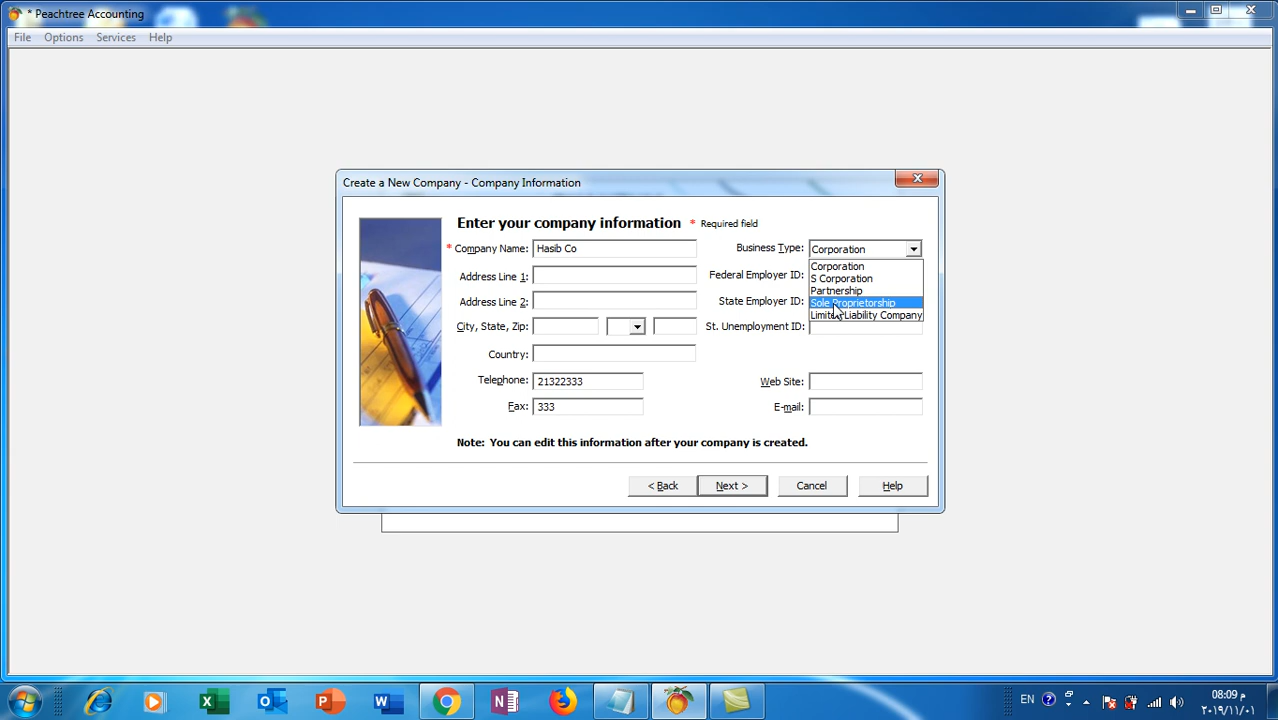 * Peachtree Accounting
File Options Services Help
Create a New Company - Company Information
Enter your company information * Required field
* Company Name: Hasib Co
Business Type: Corporation
Corporation
S Corporation
Partnership
Sole Proprietorship
Limited Liability Company
Address Line 1:
Federal Employer ID:
Address Line 2:
State Employer ID:
City, State, Zip:
St. Unemployment ID:
Country:
Telephone: 21322333
Web Site:
Fax: 333
E-mail:
Note: You can edit this information after your company is created.
< Back Next > Cancel Help
EN
م 08:09
٢٠١٩/١١/٠١